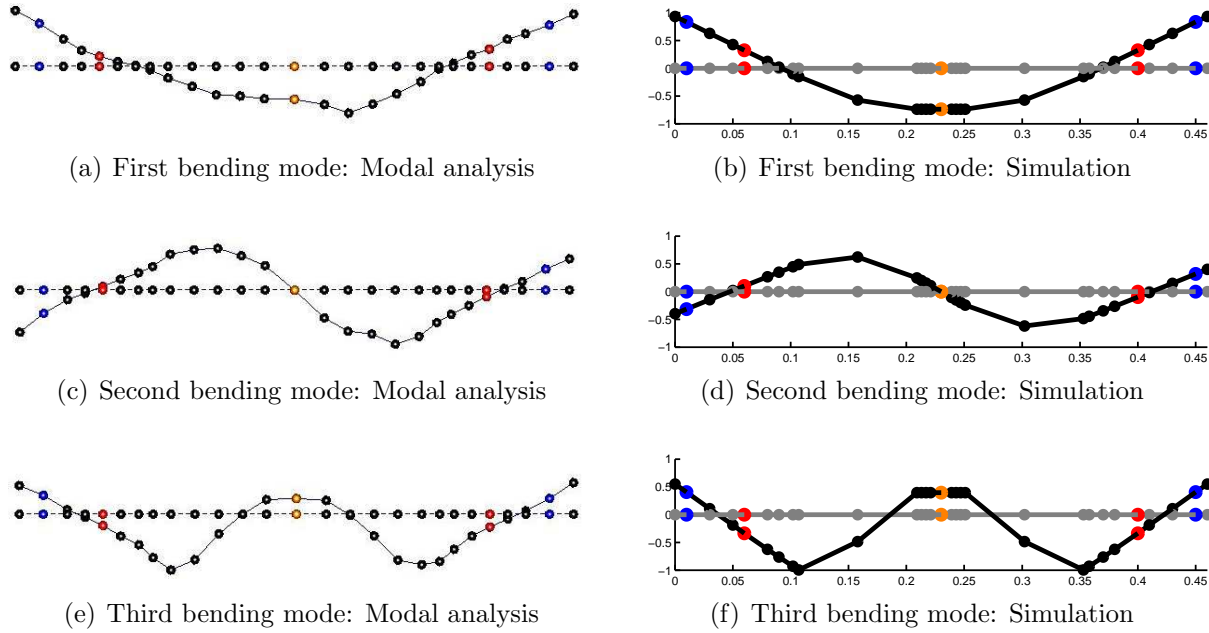 1
0.5
0
−0.5
−1
0 0.05 0.1 0.15 0.2 0.25 0.3 0.35 0.4 0.45
(a) First bending mode: Modal analysis
(b) First bending mode: Simulation
1
0.5
0
−0.5
−1
0 0.05 0.1 0.15 0.2 0.25 0.3 0.35 0.4 0.45
(c) Second bending mode: Modal analysis
(d) Second bending mode: Simulation
1
0.5
0
−0.5
−1
0 0.05 0.1 0.15 0.2 0.25 0.3 0.35 0.4 0.45
(e) Third bending mode: Modal analysis
(f) Third bending mode: Simulation